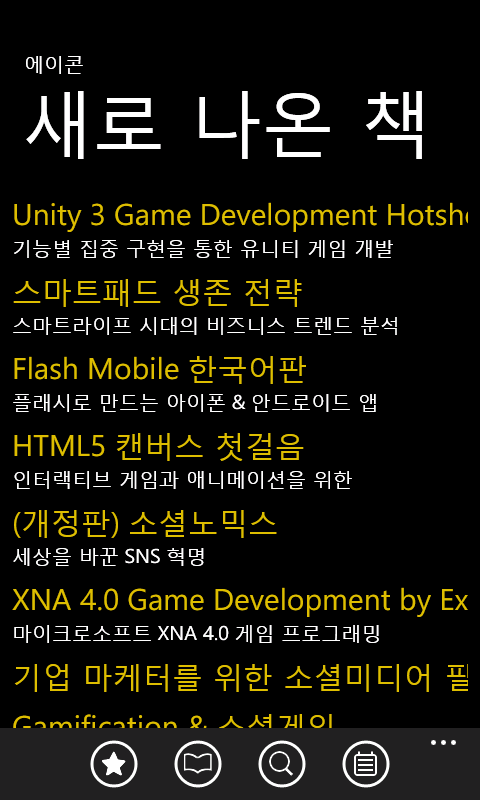 에이콘
새로 나온 책
Unity 3 Game Development
기능별 집중 구현을 통한 유니티 게임 개발
스마트패드 생존 전략
스마트라이프 시대의 비즈니스 트렌드 분석
Flash Mobile 한국어판
플래시로 만드는 아이폰 & 안드로이드 앱
HTML5 캔버스 첫걸음
인터랙티브 게임과 애니메이션을 위한
(개정판) 소셜노믹스
세상을 바꾼 SNS 혁명
XNA 4.0 Game Development by Ex
마이크로소프트 XNA 4.0 게임 프로그래밍
기업 마케터를 위한 소셜미디어 필
Gamification & 소셜게임